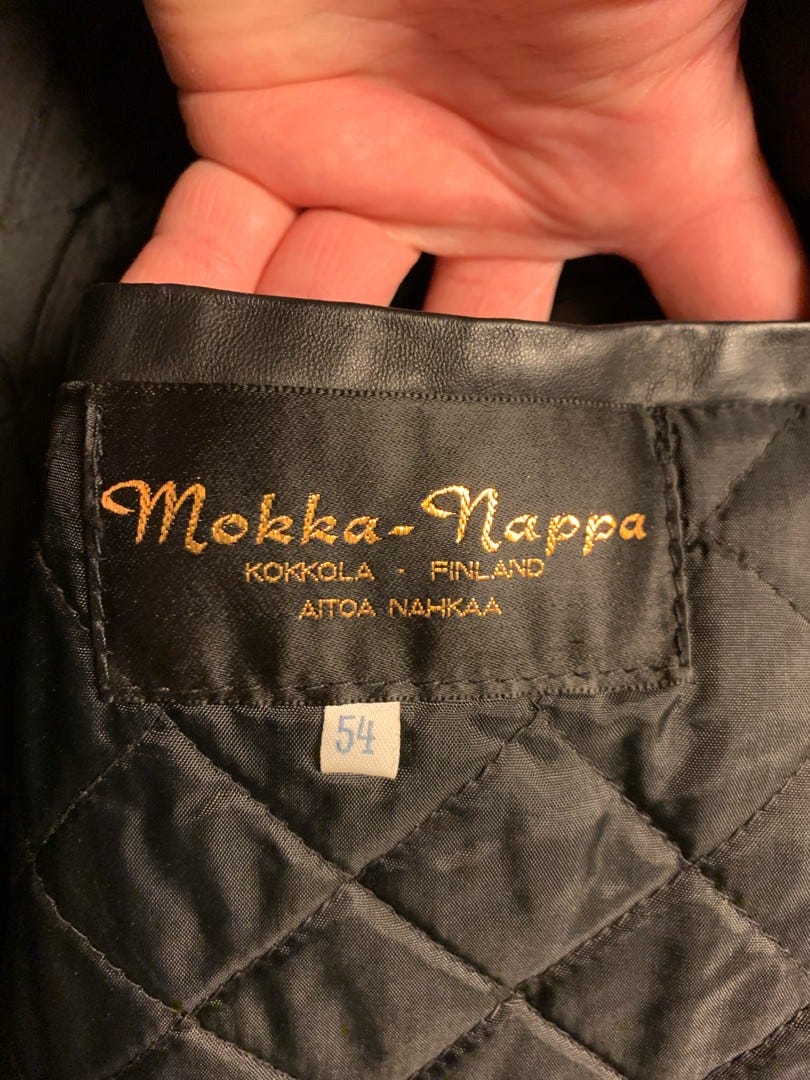 Mokka-Nappa
KOKKOLA · FINLAND
AITOA NAHKAA
54